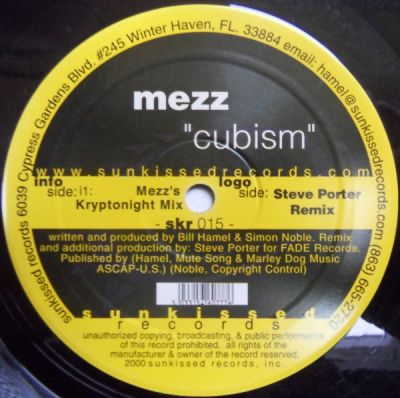 sunkissed records 6039 Cypress Gardens Blvd. #245 Winter Haven, FL. 33884 email: hamel@sunkissedrecords.com (863) 665-2720
mezz
"cubism"
www.sunkissedrecords.com
info
side: i1: Mezz's
Kryptonight Mix
logo
side: Steve Porter
Remix
- skr 015 -
written and produced by Bill Hamel & Simon Noble. Remix
and additional production by: Steve Porter for FADE Records.
Published by (Hamel, Mute Song & Marley Dog Music
ASCAP-U.S.) (Noble, Copyright Control)
sunkissed
records
unauthorized copying, broadcasting, & public performance
of this record prohibited. all rights of the
manufacturer & owner of the record reserved.
2000 sunkissed records, inc.